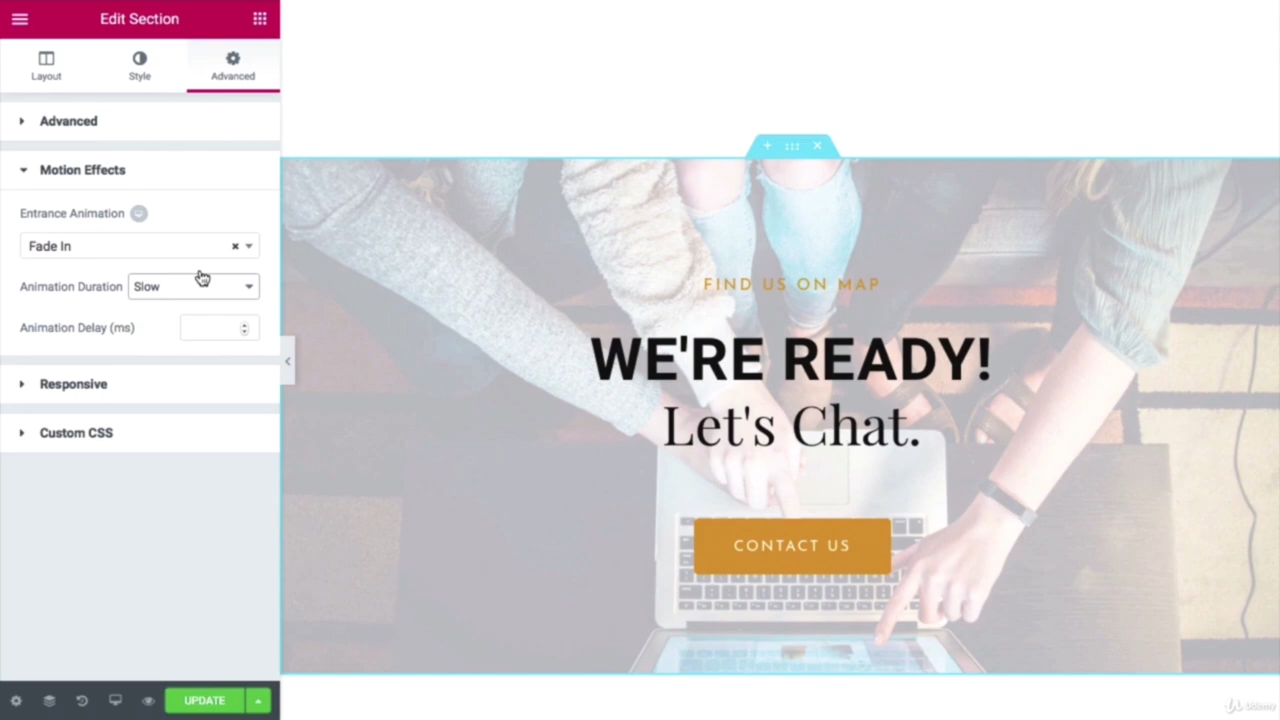 Edit Section
Layout
Style
Advanced
Advanced
Motion Effects
Entrance Animation
Fade In
Animation Duration
Slow
Animation Delay (ms)
Responsive
Custom CSS
UPDATE
FIND US ON MAP
WE'RE READY!
Let's Chat.
CONTACT US
Udemy